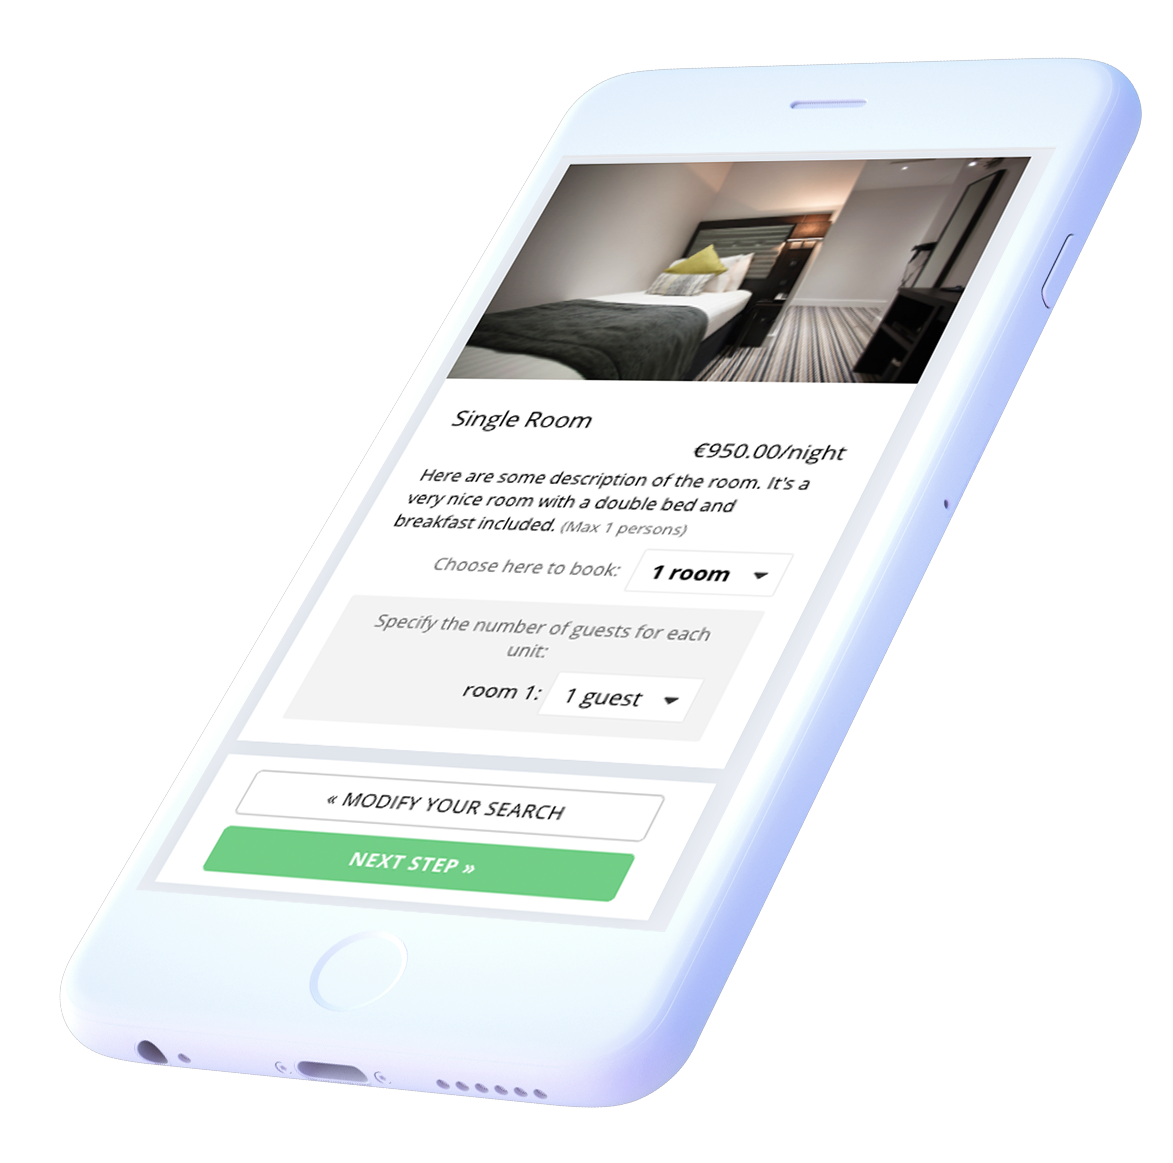 Single Room
€950.00/night
Here are some description of the room. It's a
very nice room with a double bed and
breakfast included. (Max 1 persons)
Choose here to book: 1 room
Specify the number of guests for each
unit:
room 1: 1 guest
« MODIFY YOUR SEARCH
NEXT STEP »